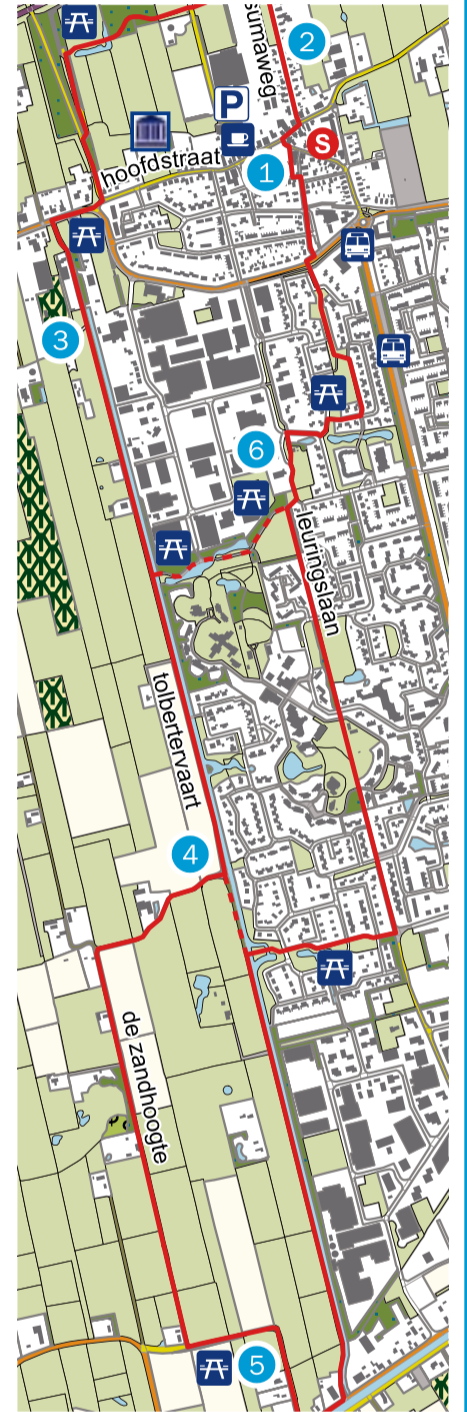 Sumaweg
2
P
S
hoofdstraat
1
3
6
leuringslaan
tolbertervaart
4
de zandhoogte
5